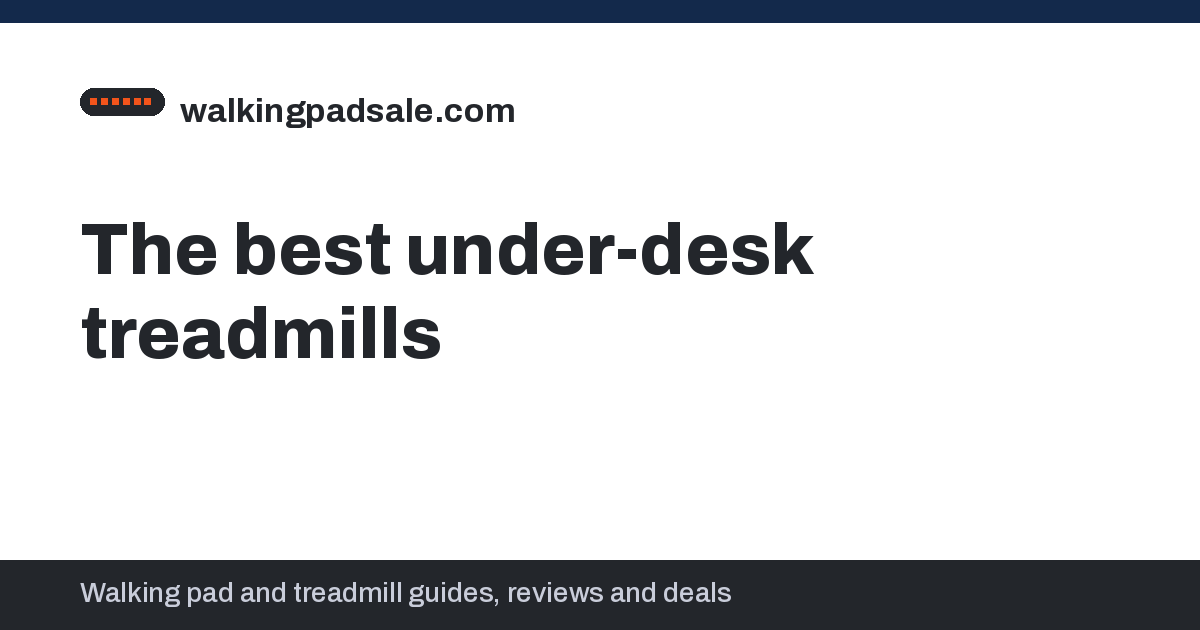 walkingpadsale.com
The best under-desk
treadmills
Walking pad and treadmill guides, reviews and deals